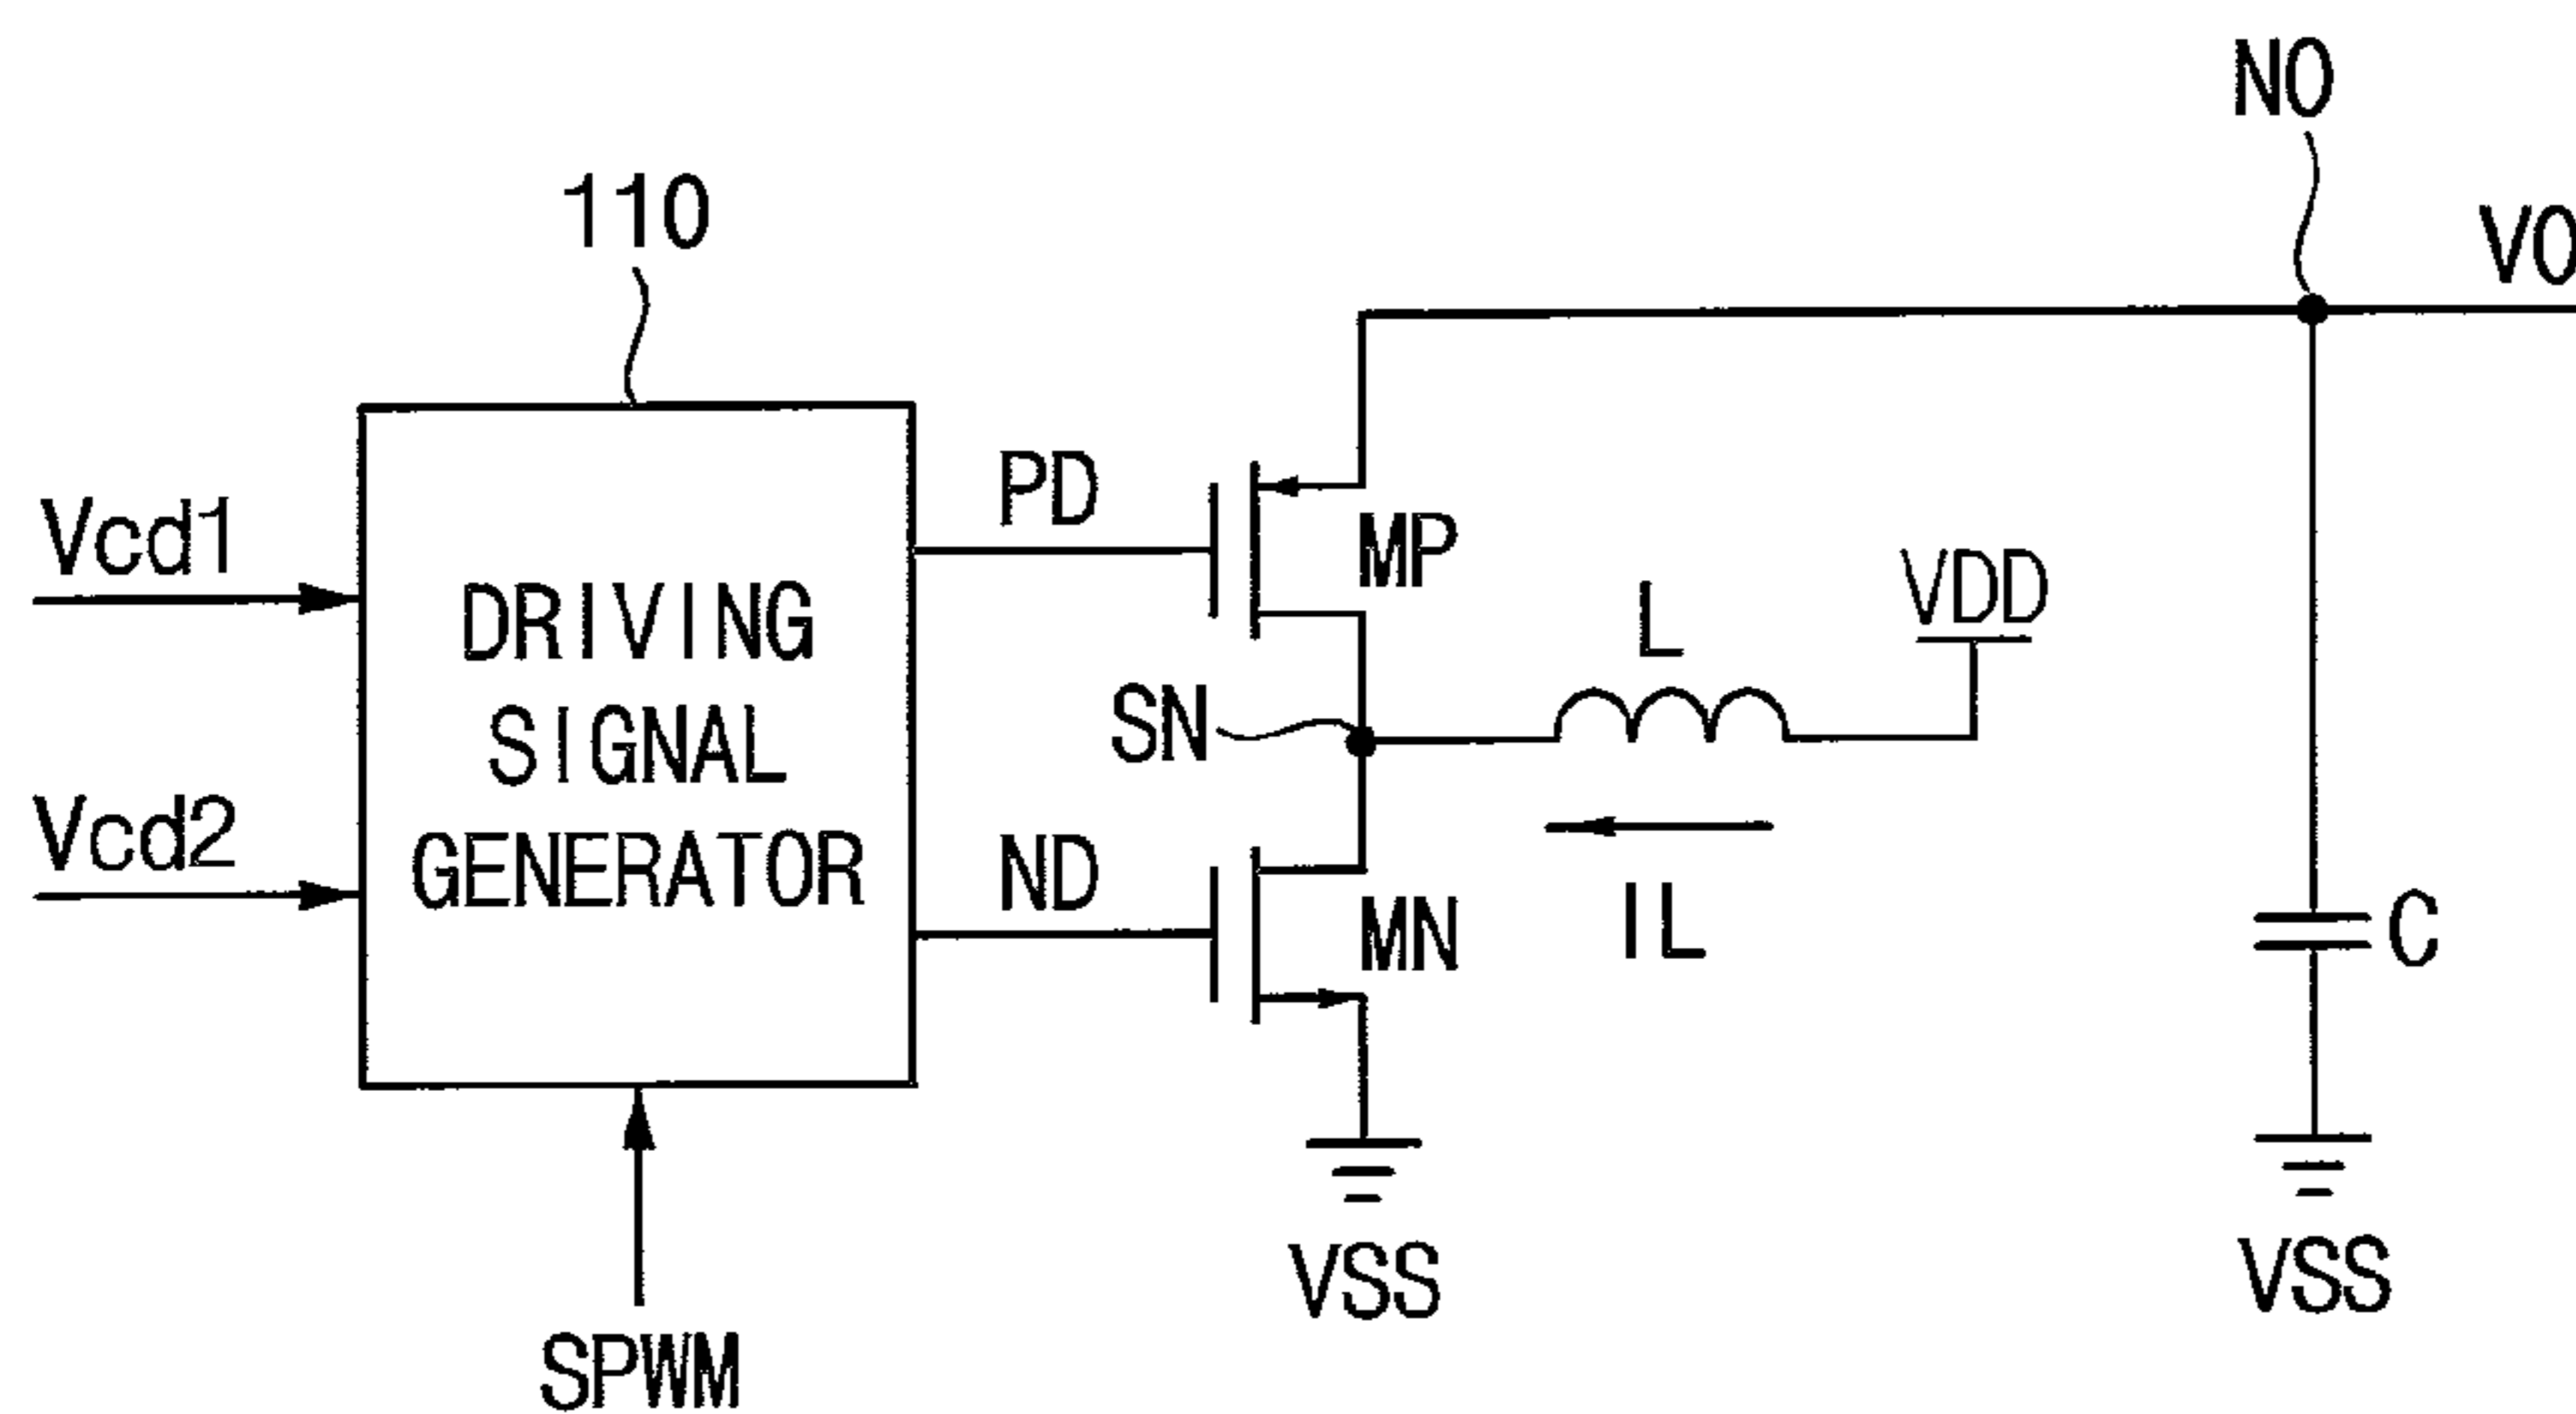 NO
110
VO
PD
Vcd1
MP
VDD
L
DRIVING
SIGNAL
GENERATOR
SN
Vcd2
ND
MN
IL
C
VSS
VSS
SPWM